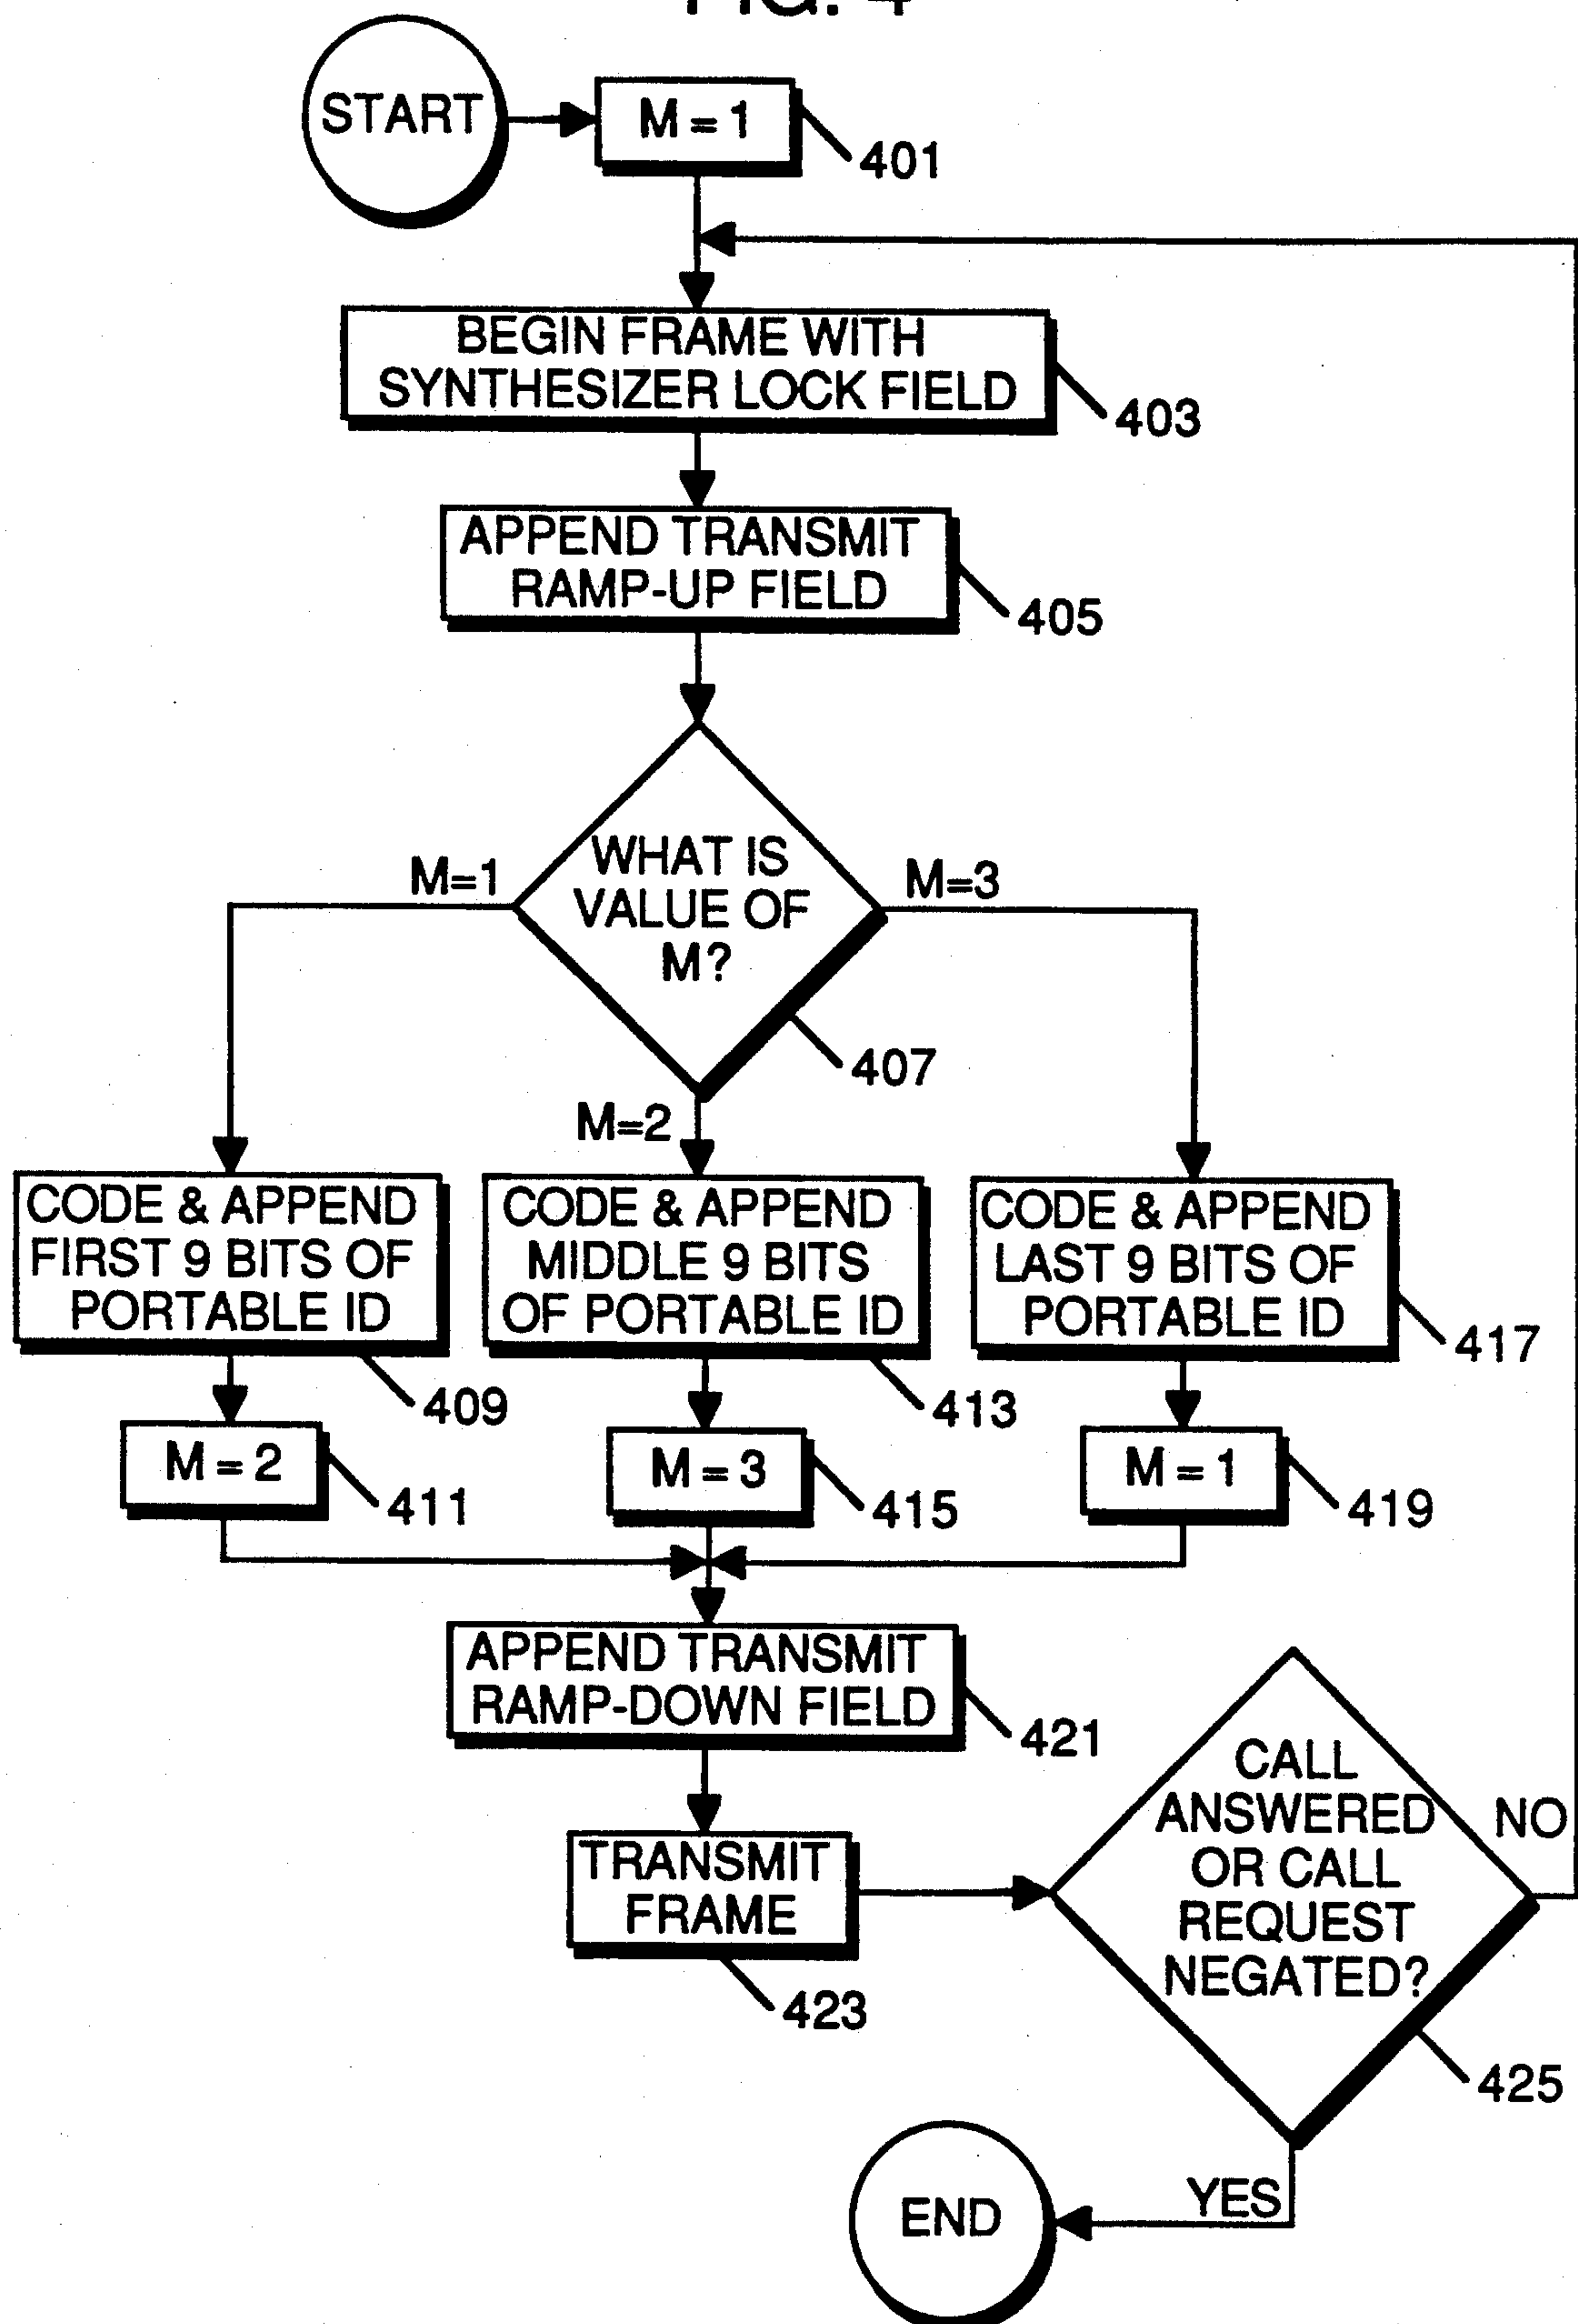 FIG. 4
START
M = 1
401
BEGIN FRAME WITH
SYNTHESIZER LOCK FIELD
403
APPEND TRANSMIT
RAMP-UP FIELD
405
WHAT IS
VALUE OF
M?
M=1
M=3
407
M=2
CODE & APPEND
FIRST 9 BITS OF
PORTABLE ID
409
CODE & APPEND
MIDDLE 9 BITS
OF PORTABLE ID
413
CODE & APPEND
LAST 9 BITS OF
PORTABLE ID
417
M = 2
411
M = 3
415
M = 1
419
APPEND TRANSMIT
RAMP-DOWN FIELD
421
TRANSMIT
FRAME
423
CALL
ANSWERED
OR CALL
REQUEST
NEGATED?
NO
425
YES
END